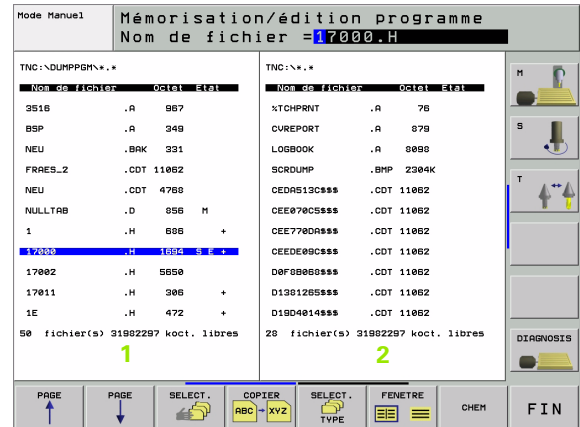 Mode Manuel
Mémorisation/édition programme
Nom de fichier =17000.H
TNC:\DUMPPGM\*.*
Nom de fichier Octet Etat
3516 .A 967
BSP .A 349
NEU .BAK 331
FRAES_2 .CDT 11062
NEU .CDT 4768
NULLTAB .D 856 M
1 .H 686 +
17000 .H 1694 S E +
17002 .H 5650
17011 .H 306 +
1E .H 472 +
50 fichier(s) 31982297 koct. libres
1
TNC:\*.*
Nom de fichier Octet Etat
%TCHPRNT .A 76
CVREPORT .A 879
LOGBOOK .A 8098
SCRDUMP .BMP 2304K
CEDA513C$$$ .CDT 11062
CEE070C5$$$ .CDT 11062
CEE770DA$$$ .CDT 11062
CEEDE09C$$$ .CDT 11062
D0F8B068$$$ .CDT 11062
D1381265$$$ .CDT 11062
D19D4014$$$ .CDT 11062
28 fichier(s) 31982297 koct. libres
2
M
S
T
DIAGNOSIS
PAGE
PAGE
SELECT.
COPIER
ABC XYZ
SELECT.
TYPE
FENETRE
CHEM
FIN